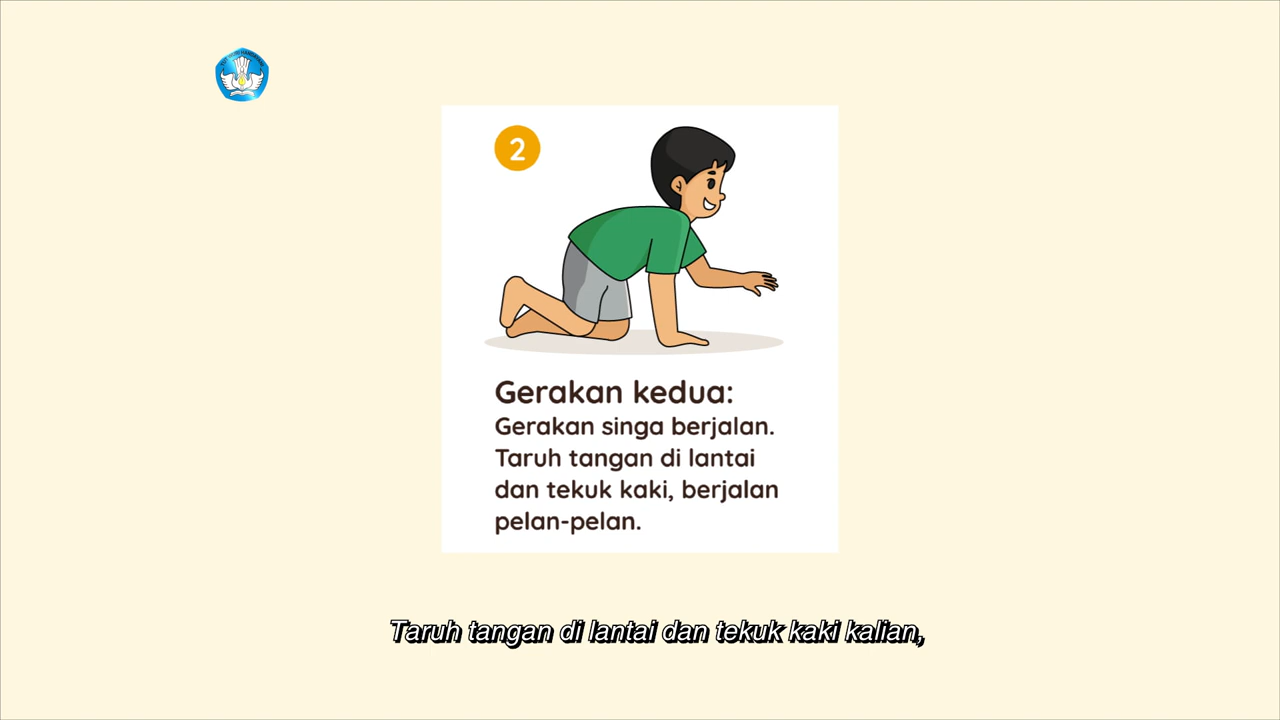 2
Gerakan kedua:
Gerakan singa berjalan.
Taruh tangan di lantai
dan tekuk kaki, berjalan
pelan-pelan.
Taruh tangan di lantai dan tekuk kaki kalian,